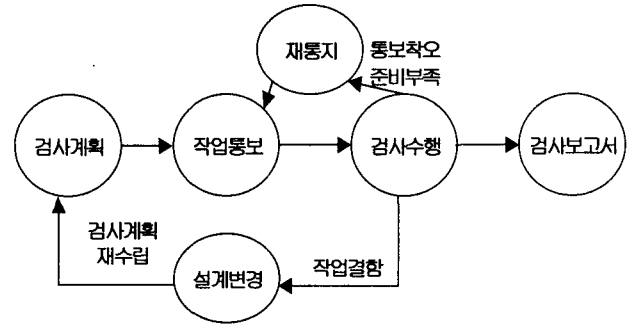 재통지
통보착오
준비부족
검사계획
작업통보
검사수행
검사보고서
검사계획
재수립
설계변경
작업결함